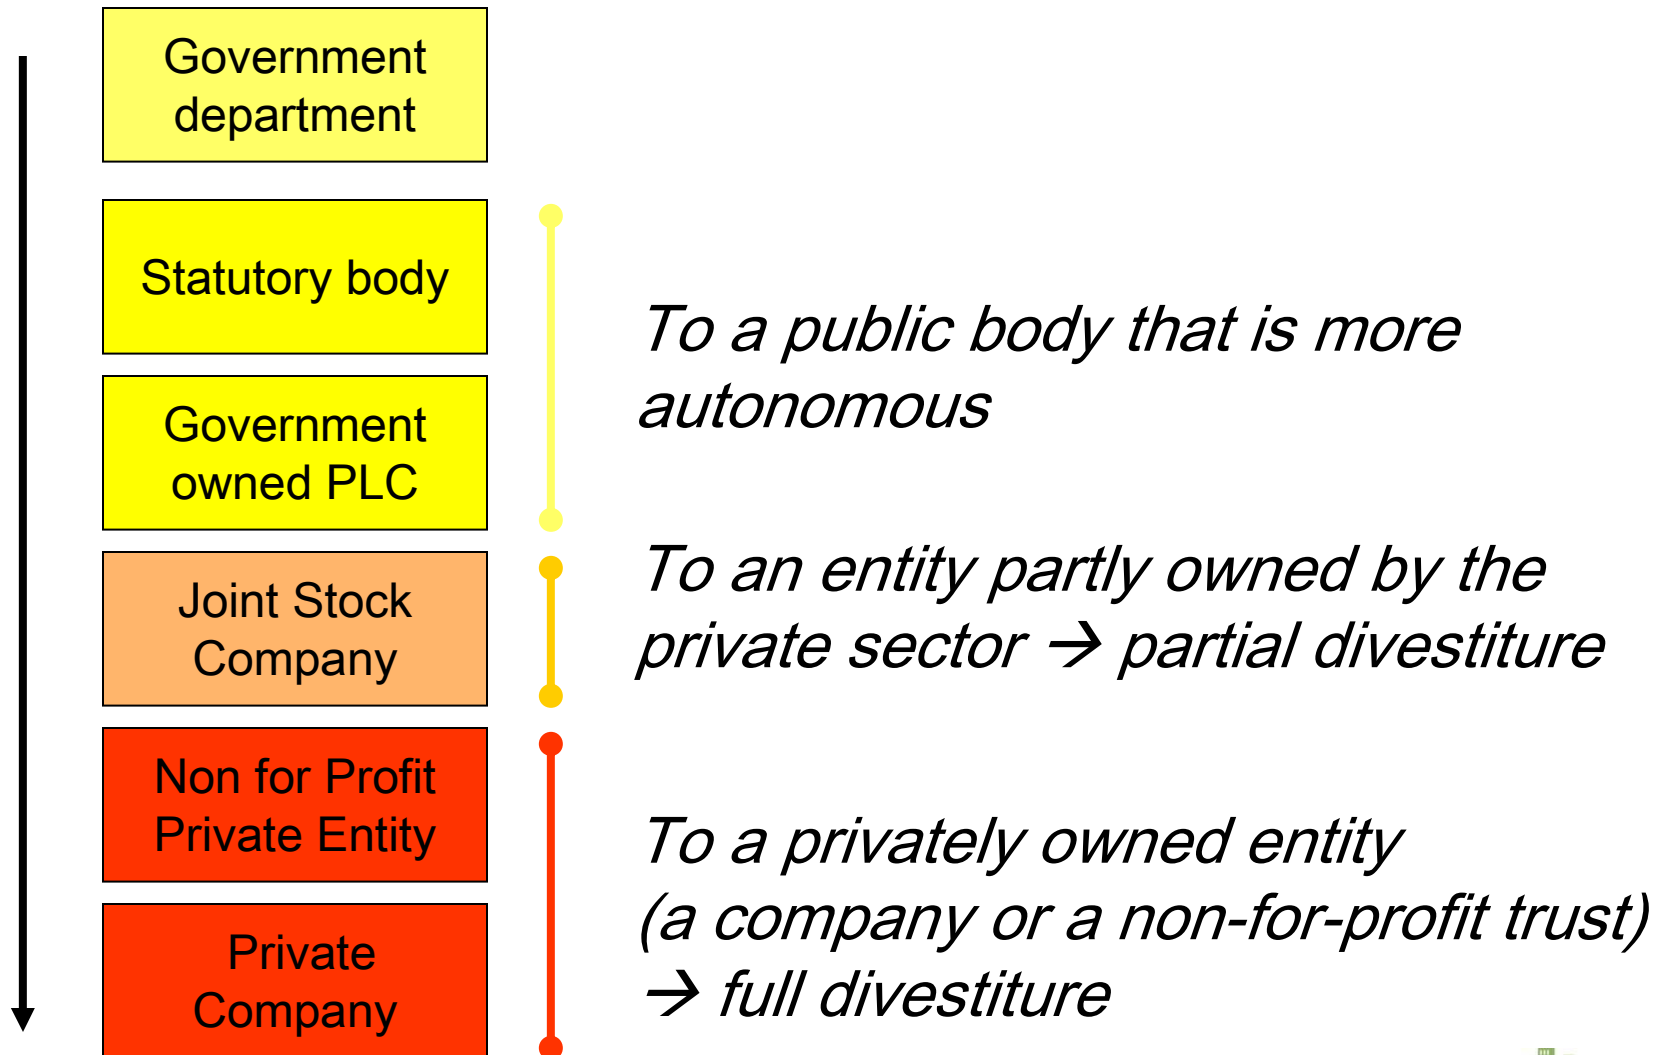 Government
department
Statutory body
Government
owned PLC
To a public body that is more
autonomous
Joint Stock
Company
To an entity partly owned by the
private sector → partial divestiture
Non for Profit
Private Entity
Private
Company
To a privately owned entity
(a company or a non-for-profit trust)
→ full divestiture